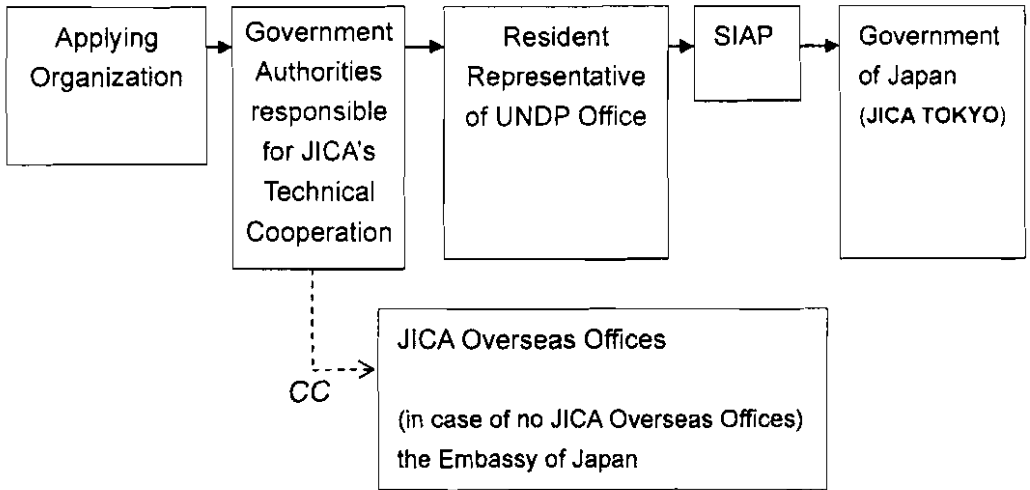 Applying
Organization
Government
Authorities
responsible
for JICA's
Technical
Cooperation
Resident
Representative
of UNDP Office
SIAP
Government
of Japan
(JICA TOKYO)
CC
JICA Overseas Offices
(in case of no JICA Overseas Offices)
the Embassy of Japan